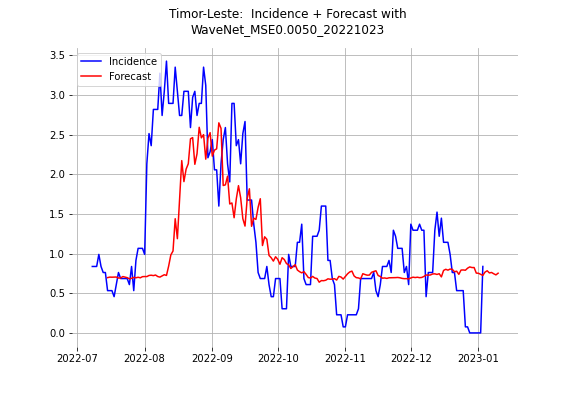 Timor-Leste:  Incidence + Forecast with
WaveNet_MSE0.0050_20221023
Incidence
Forecast
3.5
3.0
2.5
2.0
1.5
1.0
0.5
0.0
2022-07 2022-08 2022-09 2022-10 2022-11 2022-12 2023-01